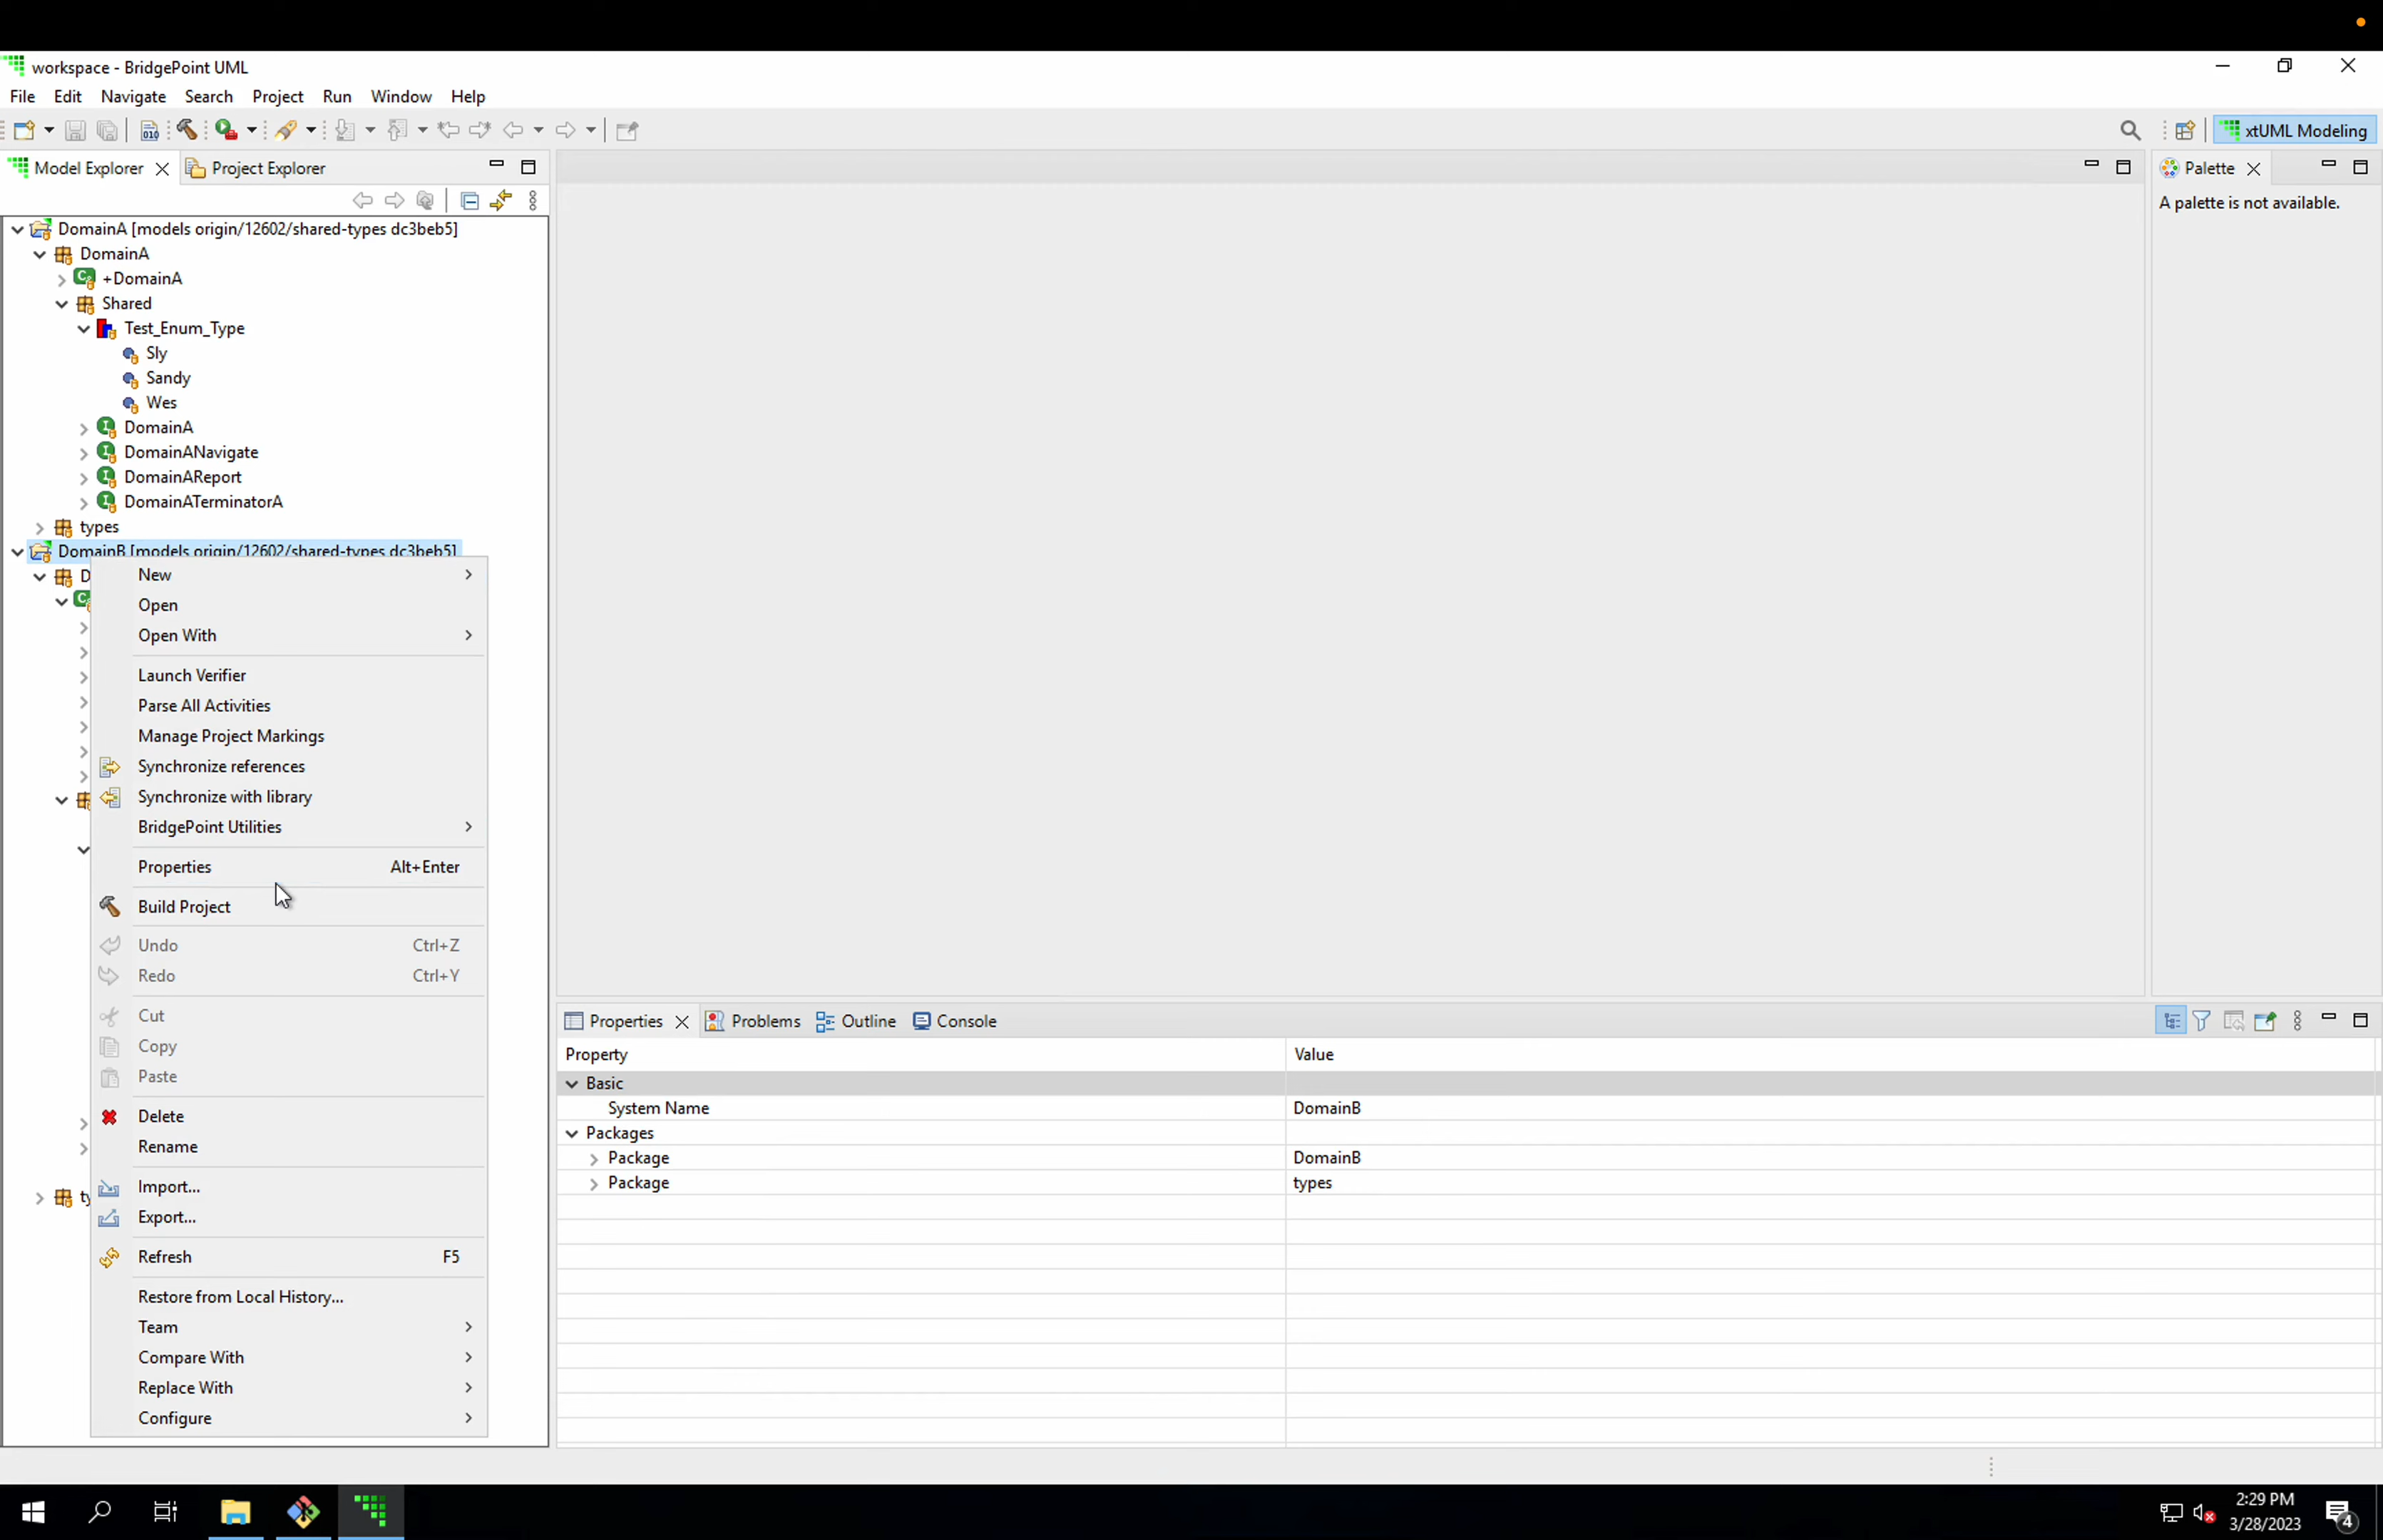 workspace - BridgePoint UML
File Edit Navigate Search Project Run Window Help
xtUML Modeling
Model Explorer Project Explorer
Palette
A palette is not available.
DomainA [models origin/12602/shared-types dc3beb5]
DomainA
+DomainA
Shared
Test_Enum_Type
Sly
Sandy
Wes
DomainA
DomainANavigate
DomainAReport
DomainATerminatorA
types
DomainB [models origin/12602/shared-types dc3beb5]
New
Open
Open With
Launch Verifier
Parse All Activities
Manage Project Markings
Synchronize references
Synchronize with library
BridgePoint Utilities
Properties Alt+Enter
Build Project
Undo Ctrl+Z
Redo Ctrl+Y
Cut
Copy
Paste
Delete
Rename
Import...
Export...
Refresh F5
Restore from Local History...
Team
Compare With
Replace With
Configure
Properties Problems Outline Console
Property Value
Basic
System Name DomainB
Packages
Package DomainB
Package types
2:29 PM
3/28/2023
4